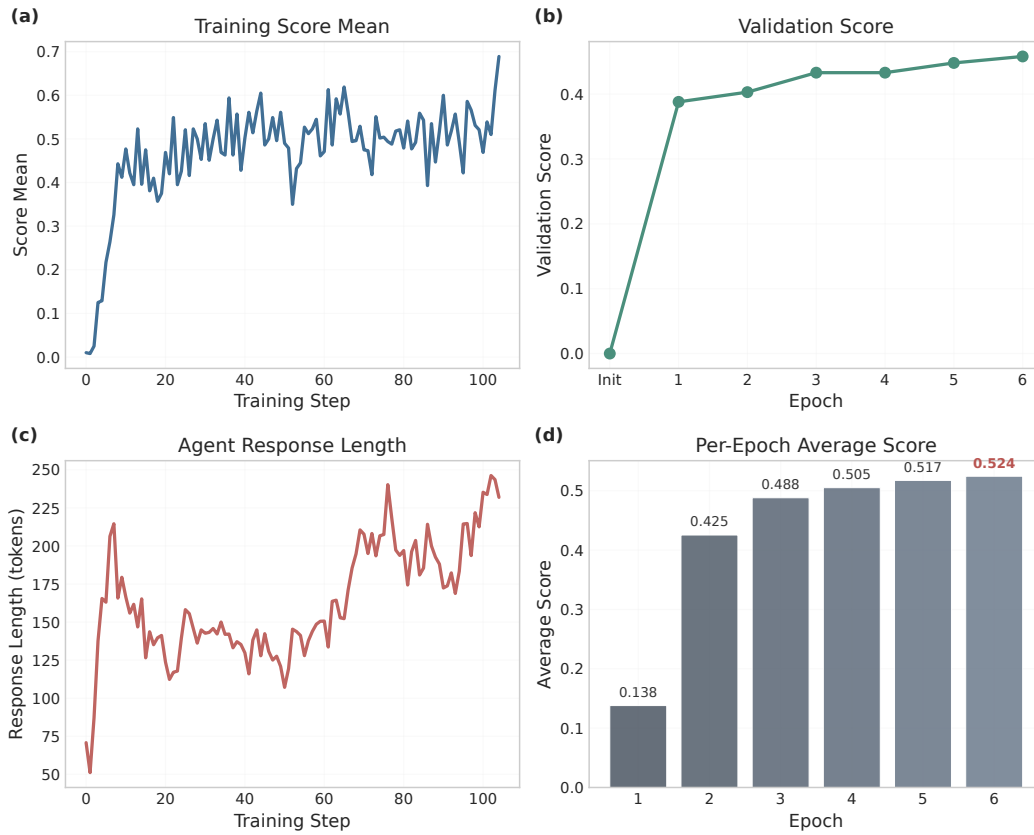 (a)
Training Score Mean
0.7
0.6
0.5
0.4
0.3
0.2
0.1
0.0
Score Mean
0 20 40 60 80 100
Training Step
(b)
Validation Score
0.4
0.3
0.2
0.1
0.0
Validation Score
Init 1 2 3 4 5 6
Epoch
(c)
Agent Response Length
250
225
200
175
150
125
100
75
50
Response Length (tokens)
0 20 40 60 80 100
Training Step
(d)
Per-Epoch Average Score
0.5
0.4
0.3
0.2
0.1
0.0
Average Score
0.138
0.425
0.488
0.505
0.517
0.524
1 2 3 4 5 6
Epoch